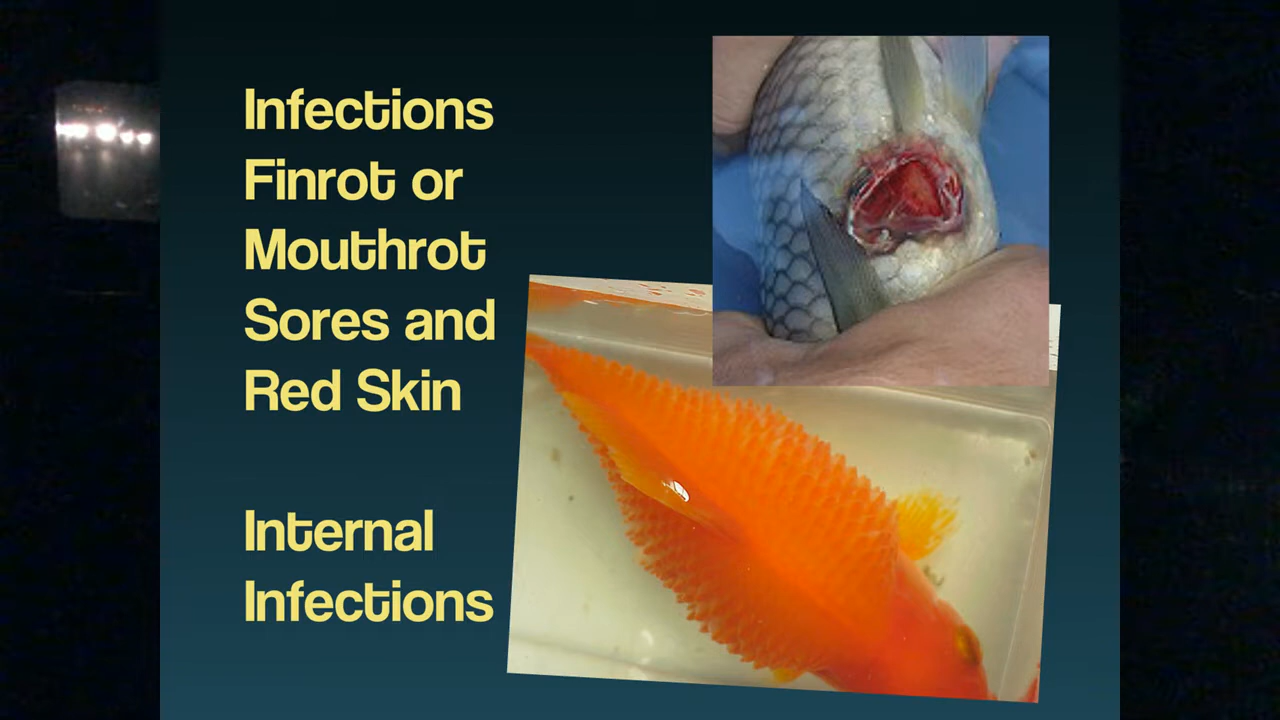 Infections
Finrot or
Mouthrot
Sores and
Red Skin
Internal
Infections